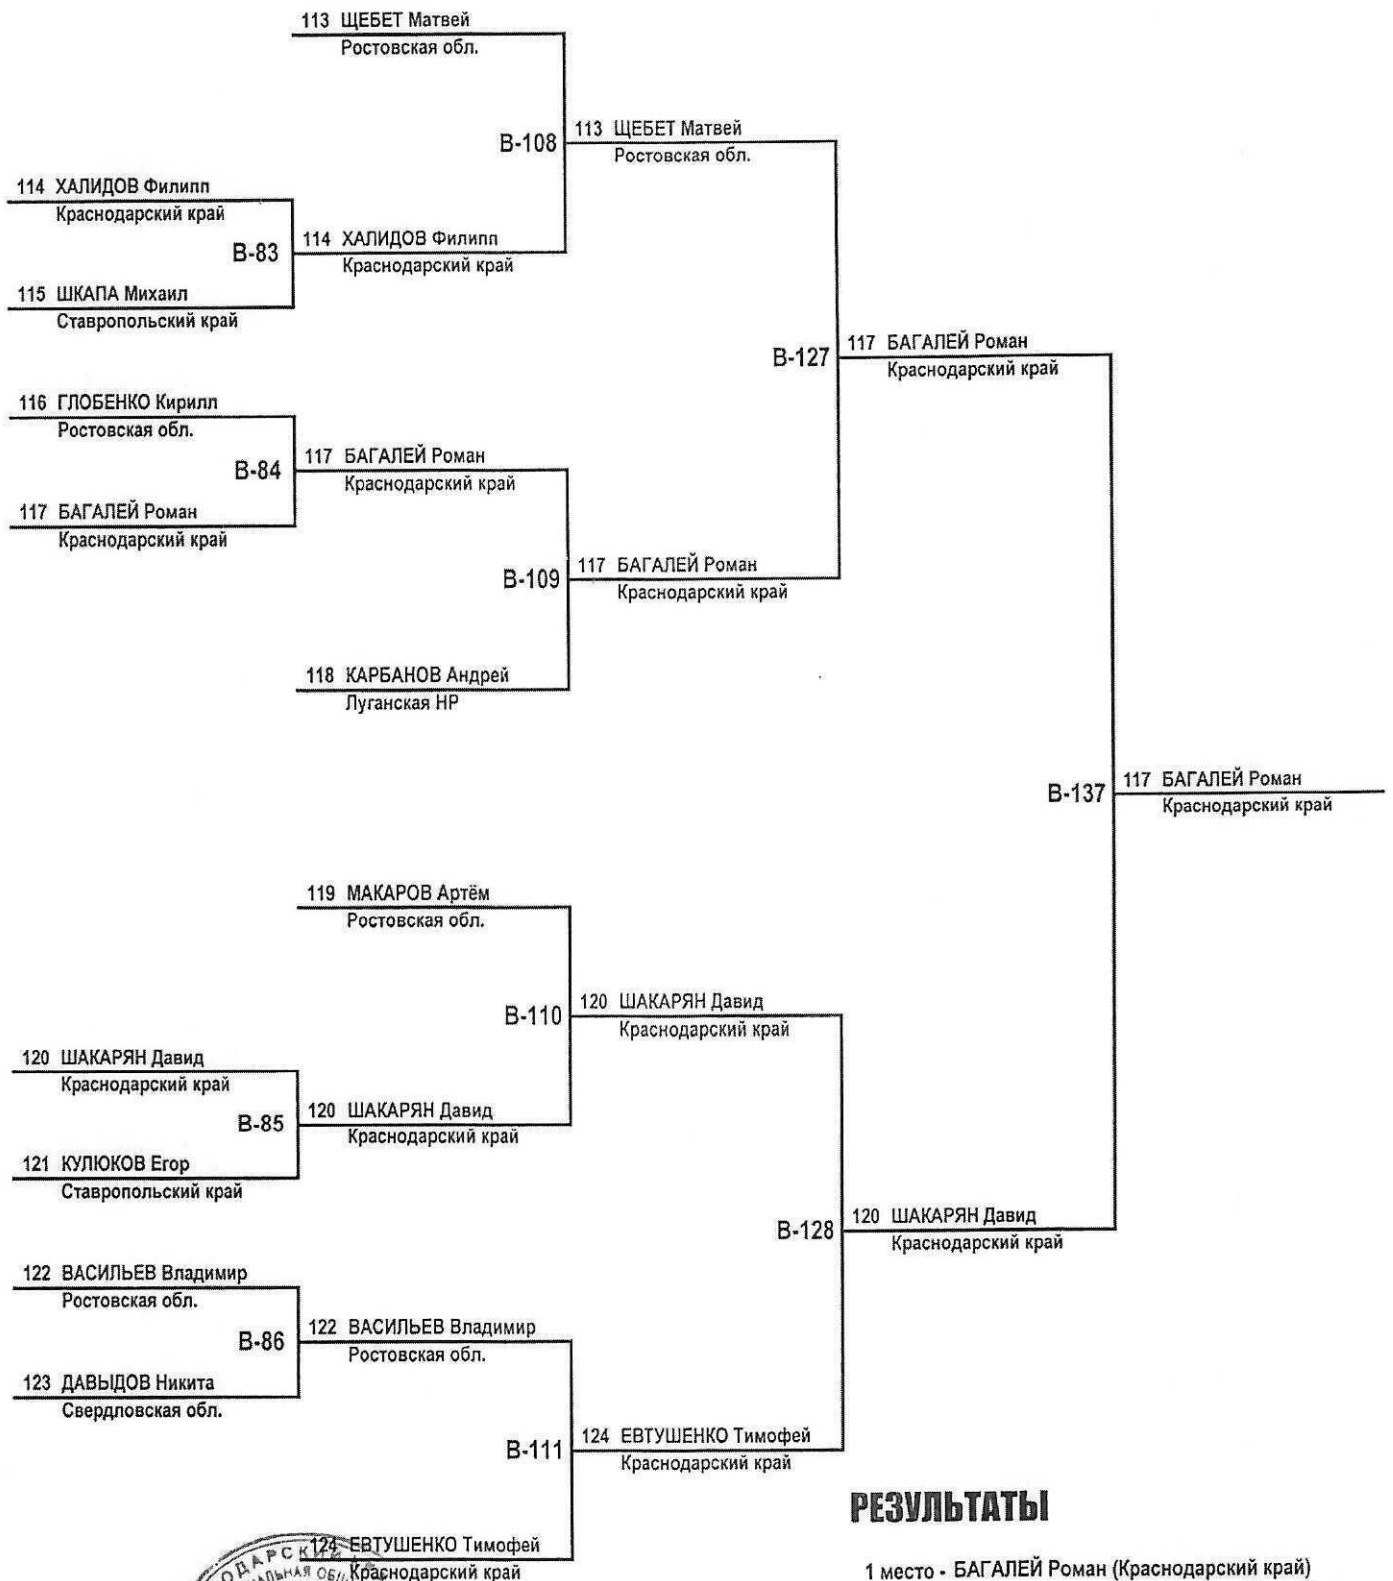 113 ЩЕБЕТ Матвей
Ростовская обл.
В-108
113 ЩЕБЕТ Матвей
Ростовская обл.
114 ХАЛИДОВ Филипп
Краснодарский край
В-83
114 ХАЛИДОВ Филипп
Краснодарский край
115 ШКАПА Михаил
Ставропольский край
В-127
117 БАГАЛЕЙ Роман
Краснодарский край
116 ГЛОБЕНКО Кирилл
Ростовская обл.
В-84
117 БАГАЛЕЙ Роман
Краснодарский край
117 БАГАЛЕЙ Роман
Краснодарский край
В-109
117 БАГАЛЕЙ Роман
Краснодарский край
118 КАРБАНОВ Андрей
Луганская НР
В-137
117 БАГАЛЕЙ Роман
Краснодарский край
119 МАКАРОВ Артём
Ростовская обл.
В-110
120 ШАКАРЯН Давид
Краснодарский край
120 ШАКАРЯН Давид
Краснодарский край
В-85
120 ШАКАРЯН Давид
Краснодарский край
121 КУЛЮКОВ Егор
Ставропольский край
В-128
120 ШАКАРЯН Давид
Краснодарский край
122 ВАСИЛЬЕВ Владимир
Ростовская обл.
В-86
122 ВАСИЛЬЕВ Владимир
Ростовская обл.
123 ДАВЫДОВ Никита
Свердловская обл.
В-111
124 ЕВТУШЕНКО Тимофей
Краснодарский край
124 ЕВТУШЕНКО Тимофей
Краснодарский край
РЕЗУЛЬТАТЫ
1 место - БАГАЛЕЙ Роман (Краснодарский край)